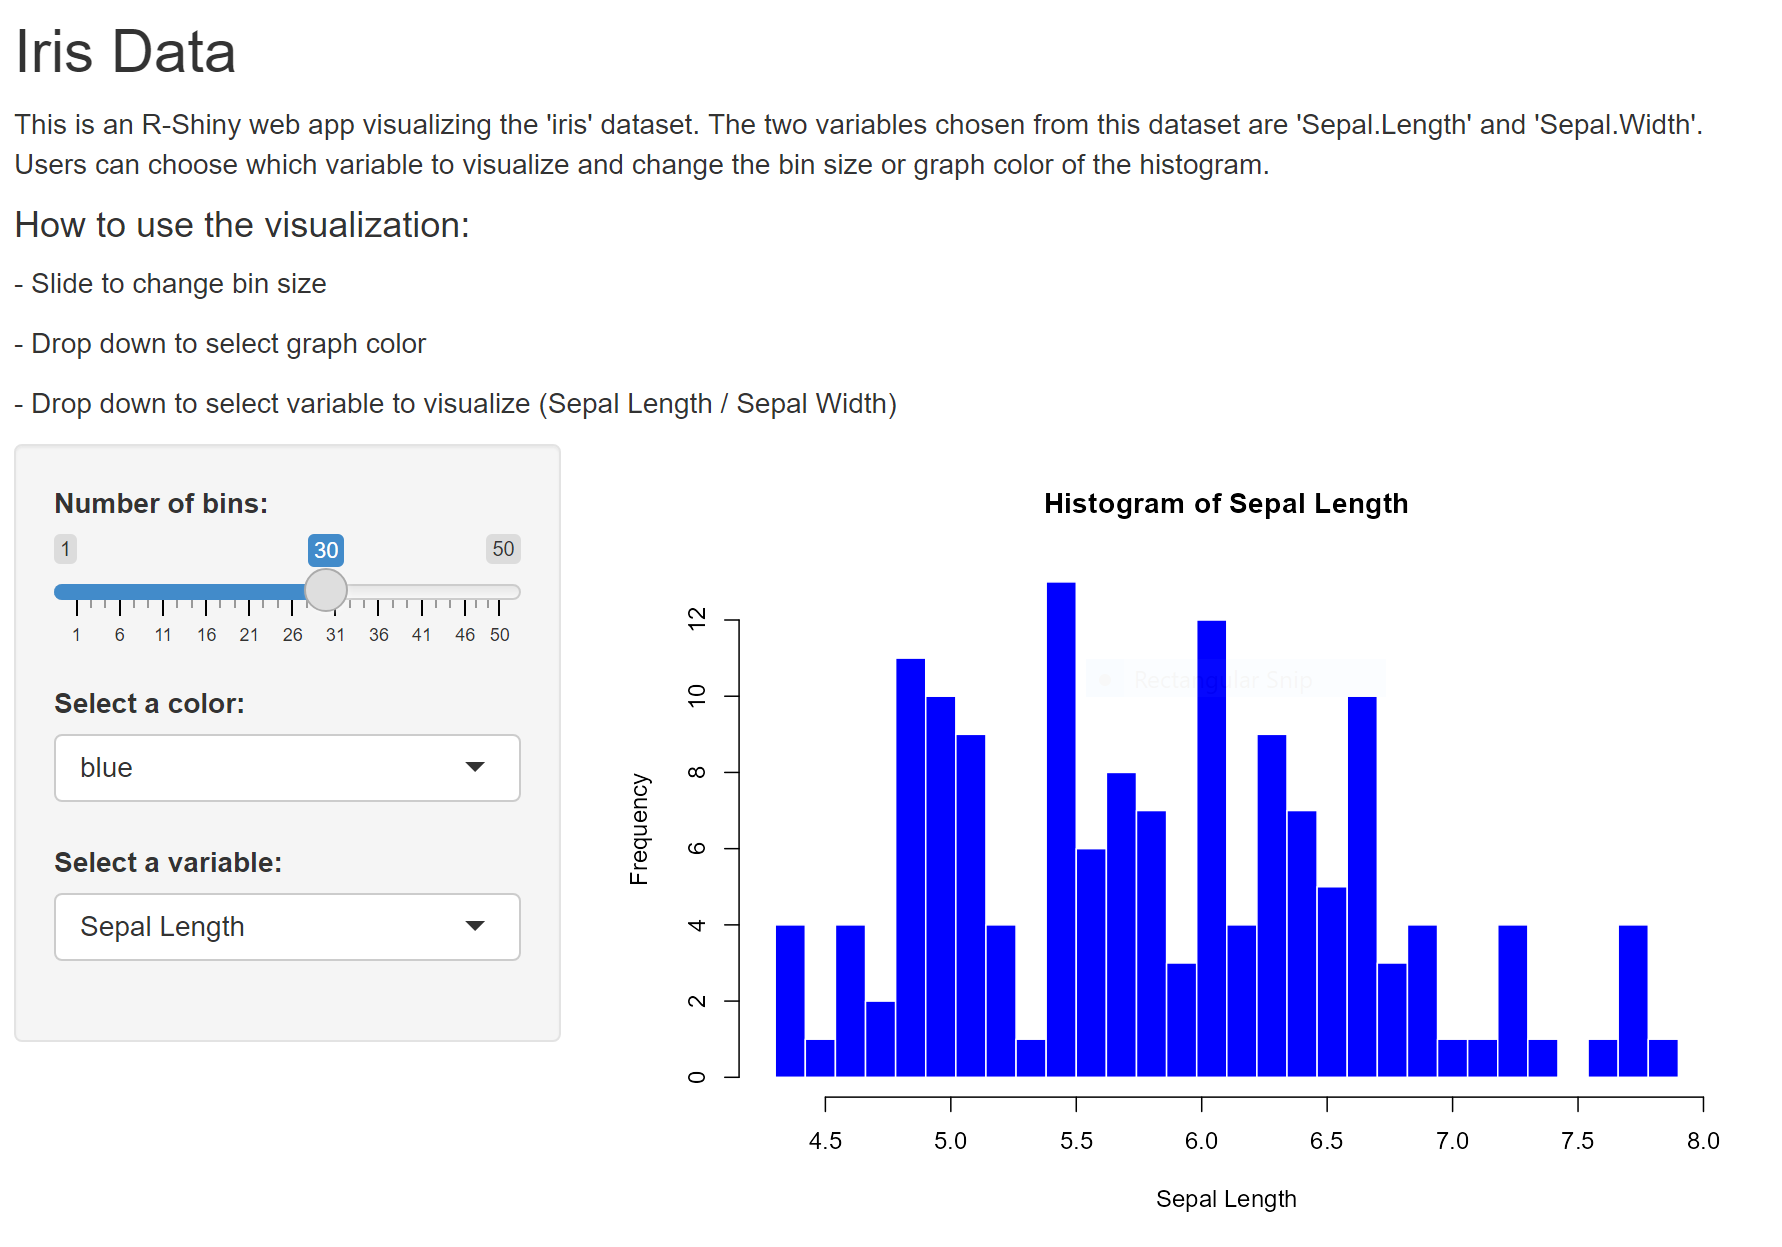 Iris Data
This is an R-Shiny web app visualizing the 'iris' dataset. The two variables chosen from this dataset are 'Sepal.Length' and 'Sepal.Width'.
Users can choose which variable to visualize and change the bin size or graph color of the histogram.
How to use the visualization:
- Slide to change bin size
- Drop down to select graph color
- Drop down to select variable to visualize (Sepal Length / Sepal Width)
Number of bins:
1 30 50
1 6 11 16 21 26 31 36 41 46 50
Select a color:
blue
Select a variable:
Sepal Length
Histogram of Sepal Length
Rectangular Snip
Frequency
12
10
8
6
4
2
0
4.5 5.0 5.5 6.0 6.5 7.0 7.5 8.0
Sepal Length